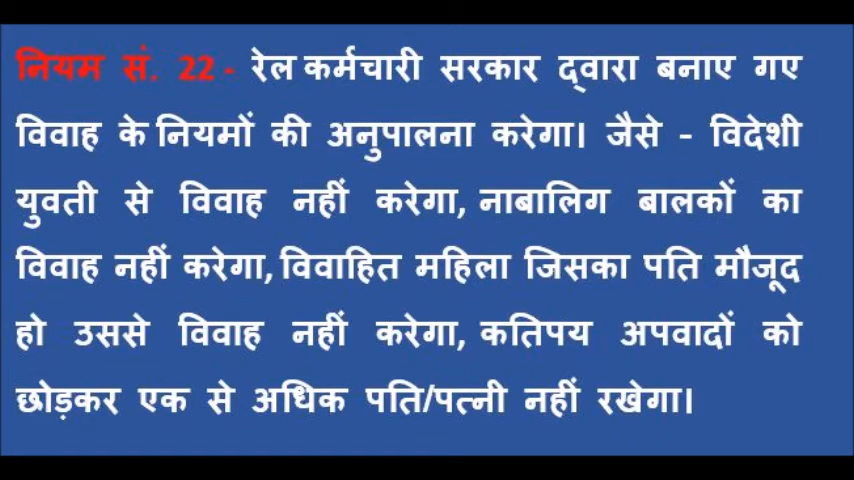 नियम सं. 22 - रेल कर्मचारी सरकार द्वारा बनाए गए
विवाह के नियमों की अनुपालना करेगा। जैसे - विदेशी
युवती से विवाह नहीं करेगा, नाबालिग बालकों का
विवाह नहीं करेगा, विवाहित महिला जिसका पति मौजूद
हो उससे विवाह नहीं करेगा, कतिपय अपवादों को
छोड़कर एक से अधिक पति/पत्नी नहीं रखेगा।